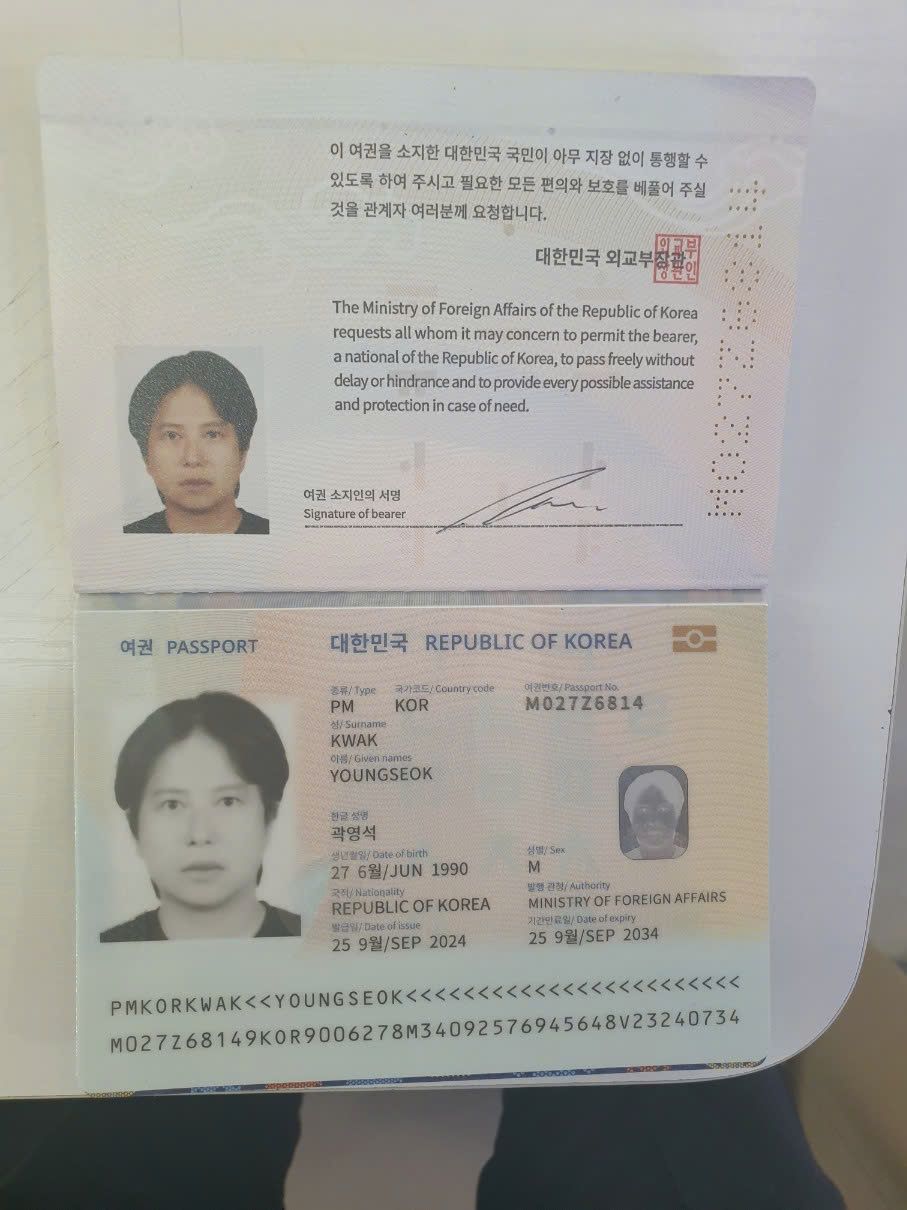 이 여권을 소지한 대한민국 국민이 아무 지장 없이 통행할 수
있도록 하여 주시고 필요한 모든 편의와 보호를 베풀어 주실
것을 관계자 여러분께 요청합니다.
대한민국 외교부장관
The Ministry of Foreign Affairs of the Republic of Korea
requests all whom it may concern to permit the bearer,
a national of the Republic of Korea, to pass freely without
delay or hindrance and to provide every possible assistance
and protection in case of need.
여권 소지인의 서명
Signature of bearer
M027Z6814
여권 PASSPORT 대한민국 REPUBLIC OF KOREA
종류/ Type 국가코드/ Country code 여권번호/ Passport No.
PM KOR M027Z6814
성/ Surname
KWAK
이름/ Given names
YOUNGSEOK
한글 성명
곽영석
생년월일/ Date of birth 성별/ Sex
27 6월/JUN 1990 M
국적/ Nationality 발행 관청/ Authority
REPUBLIC OF KOREA MINISTRY OF FOREIGN AFFAIRS
발급일/ Date of issue 기간만료일/ Date of expiry
25 9월/SEP 2024 25 9월/SEP 2034
PMKORKWAK<<YOUNGSEOK<<<<<<<<<<<<<<<<<<<<<<<<
M027Z68149KOR9006278M34092576945648V23240734